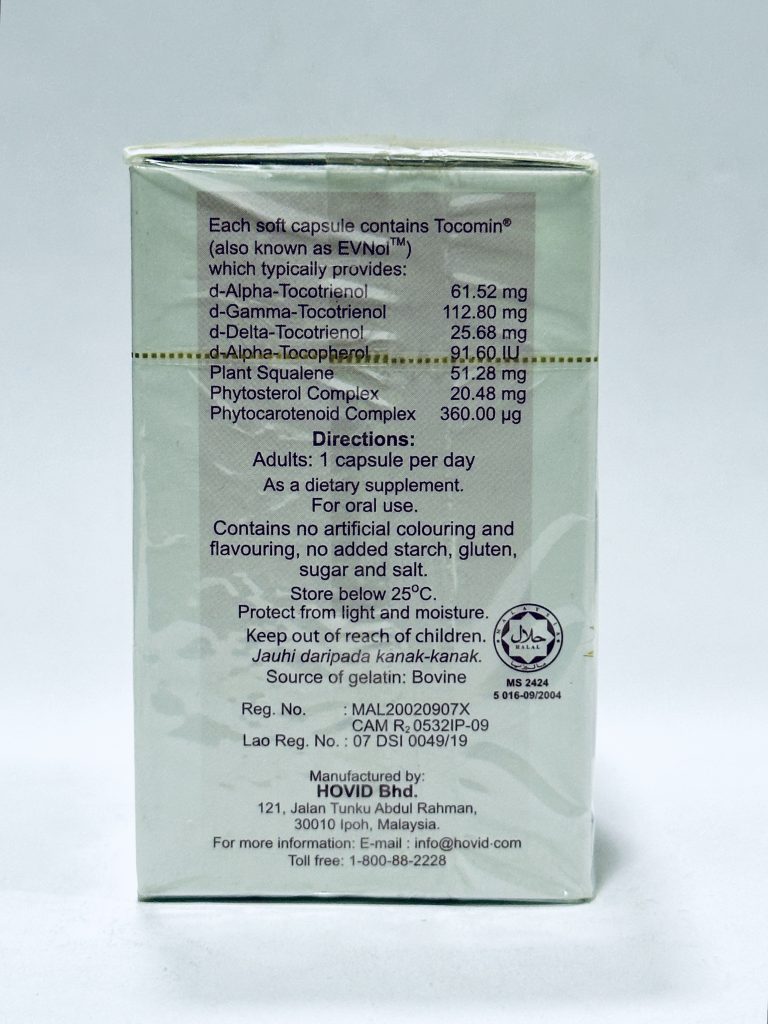 Each soft capsule contains Tocomin®
(also known as EVNol™)
which typically provides:
d-Alpha-Tocotrienol 61.52 mg
d-Gamma-Tocotrienol 112.80 mg
d-Delta-Tocotrienol 25.68 mg
d-Alpha-Tocopherol 91.60 IU
Plant Squalene 51.28 mg
Phytosterol Complex 20.48 mg
Phytocarotenoid Complex 360.00 µg
Directions:
Adults: 1 capsule per day
As a dietary supplement.
For oral use.
Contains no artificial colouring and
flavouring, no added starch, gluten,
sugar and salt.
Store below 25°C.
Protect from light and moisture.
Keep out of reach of children.
Jauhi daripada kanak-kanak.
Source of gelatin: Bovine
MALAYSIA
حلال
HALAL
مليسيا
MS 2424
5 016-09/2004
Reg. No. : MAL20020907X
CAM R₂ 0532IP-09
Lao Reg. No. : 07 DSI 0049/19
Manufactured by:
HOVID Bhd.
121, Jalan Tunku Abdul Rahman,
30010 Ipoh, Malaysia.
For more information: E-mail : info@hovid.com
Toll free: 1-800-88-2228